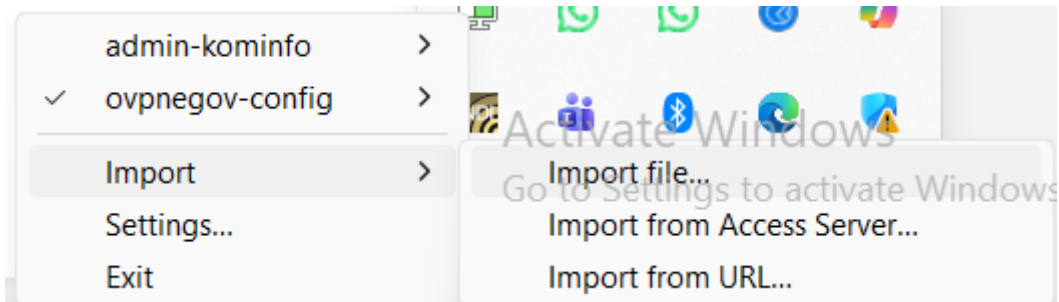 admin-kominfo
ovpnegov-config
Import
Settings...
Exit
Activate Windows
Go to Settings to activate Windows
Import file...
Import from Access Server...
Import from URL...